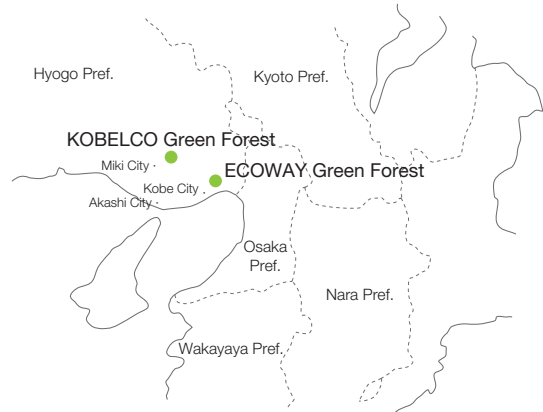 Hyogo Pref.
Kyoto Pref.
KOBELCO Green Forest
Miki City
ECOWAY Green Forest
Kobe City
Akashi City
Osaka
Pref.
Nara Pref.
Wakayaya Pref.